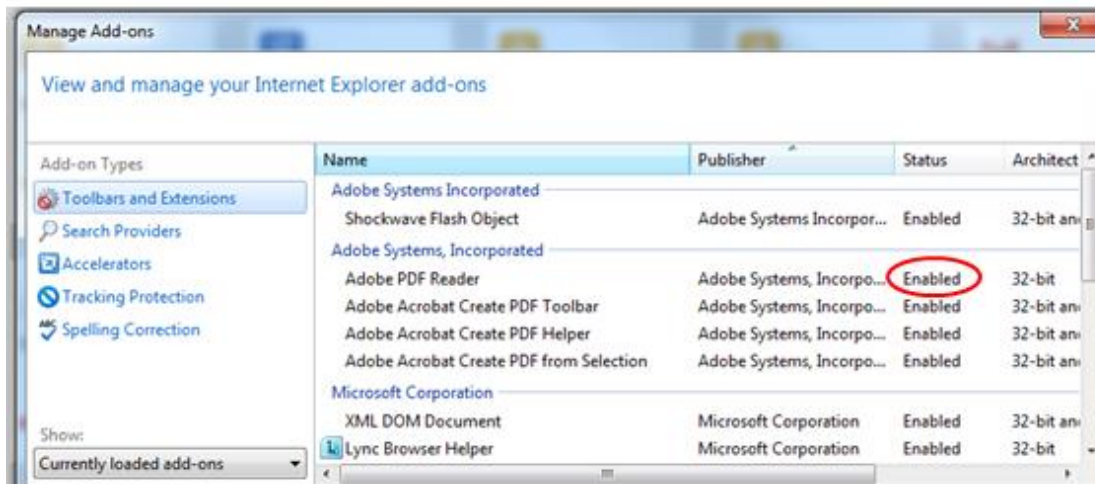 Manage Add-ons
View and manage your Internet Explorer add-ons
Add-on Types
Toolbars and Extensions
Search Providers
Accelerators
Tracking Protection
Spelling Correction
Show:
Currently loaded add-ons
Name Publisher Status Architect
Adobe Systems Incorporated
Shockwave Flash Object Adobe Systems Incorpor... Enabled 32-bit an
Adobe Systems, Incorporated
Adobe PDF Reader Adobe Systems, Incorpo... Enabled 32-bit
Adobe Acrobat Create PDF Toolbar Adobe Systems, Incorpo... Enabled 32-bit an
Adobe Acrobat Create PDF Helper Adobe Systems, Incorpo... Enabled 32-bit an
Adobe Acrobat Create PDF from Selection Adobe Systems, Incorpo... Enabled 32-bit an
Microsoft Corporation
XML DOM Document Microsoft Corporation Enabled 32-bit an
Lync Browser Helper Microsoft Corporation Enabled 32-bit